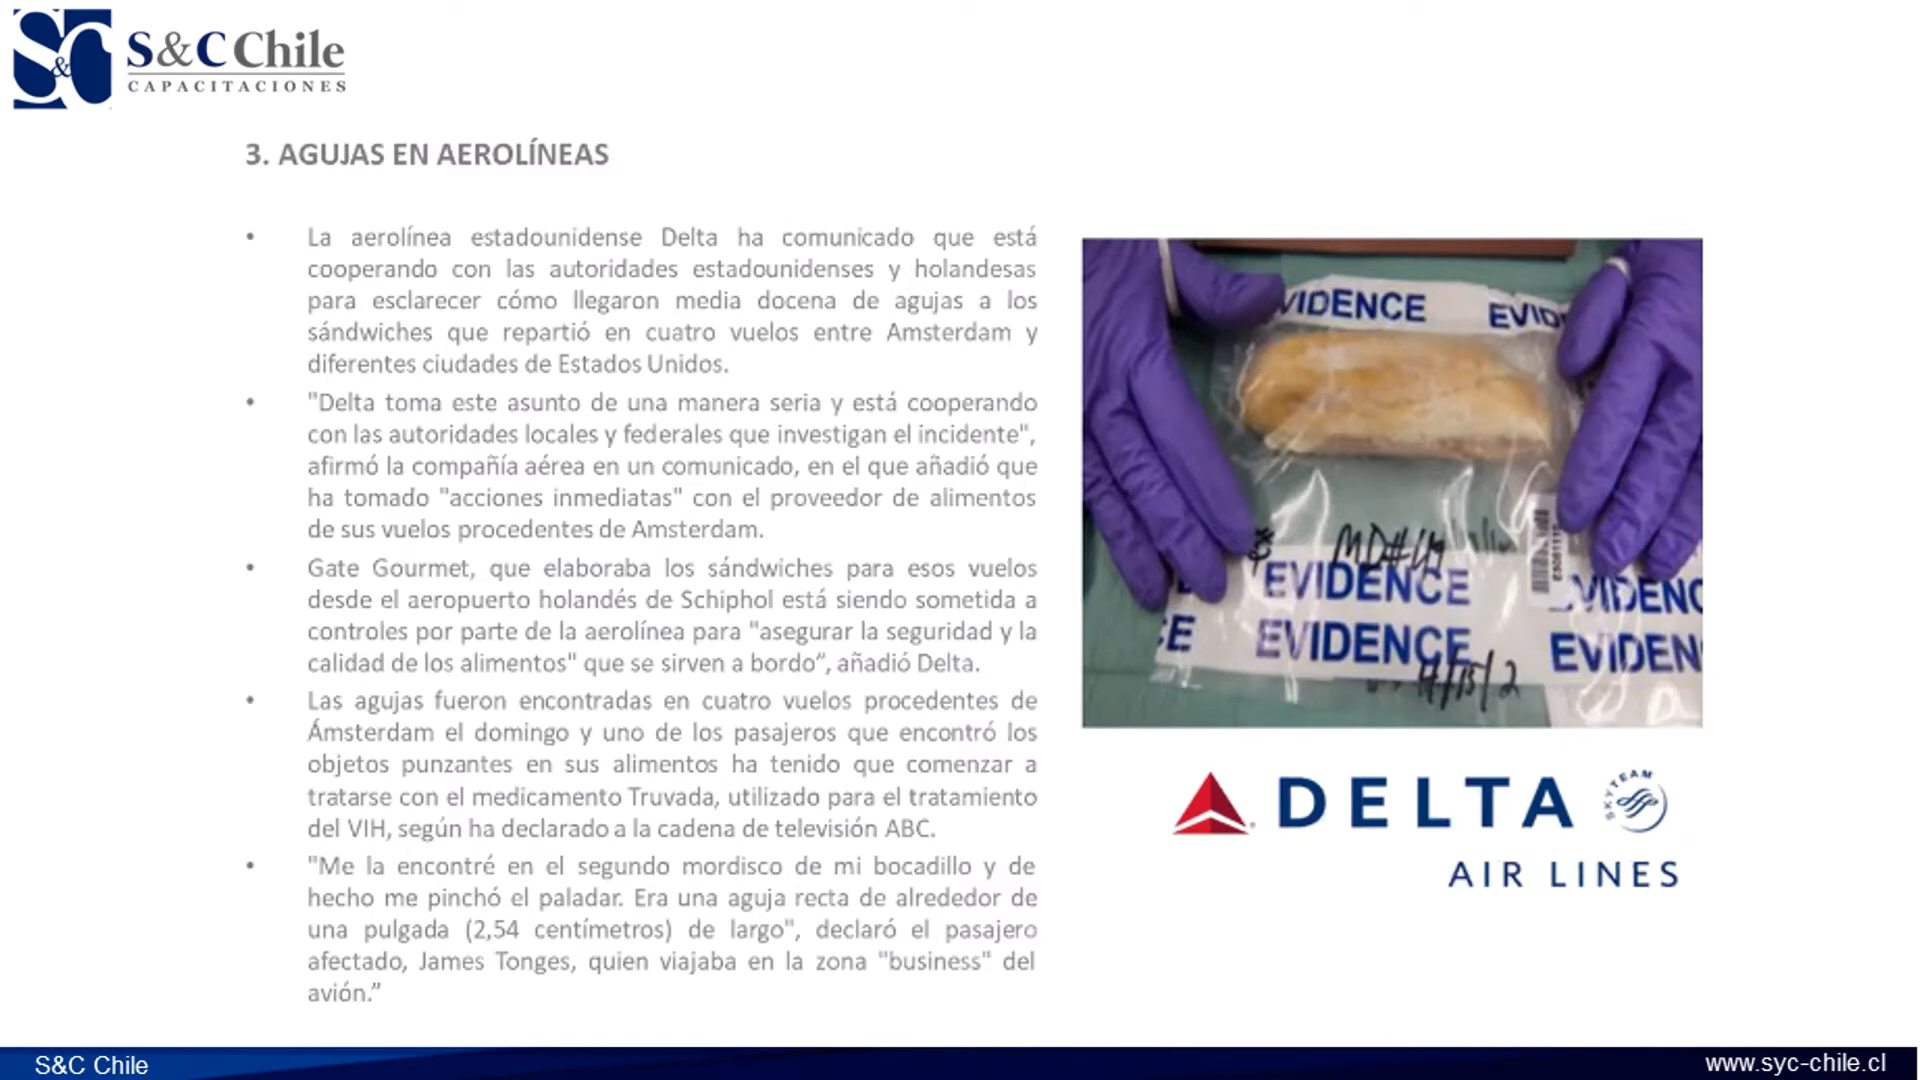 S&C
S&C Chile
CAPACITACIONES
3. AGUJAS EN AEROLÍNEAS
• La aerolínea estadounidense Delta ha comunicado que está
cooperando con las autoridades estadounidenses y holandesas
para esclarecer cómo llegaron media docena de agujas a los
sándwiches que repartió en cuatro vuelos entre Amsterdam y
diferentes ciudades de Estados Unidos.
• "Delta toma este asunto de una manera seria y está cooperando
con las autoridades locales y federales que investigan el incidente",
afirmó la compañía aérea en un comunicado, en el que añadió que
ha tomado "acciones inmediatas" con el proveedor de alimentos
de sus vuelos procedentes de Amsterdam.
• Gate Gourmet, que elaboraba los sándwiches para esos vuelos
desde el aeropuerto holandés de Schiphol está siendo sometida a
controles por parte de la aerolínea para "asegurar la seguridad y la
calidad de los alimentos" que se sirven a bordo”, añadió Delta.
• Las agujas fueron encontradas en cuatro vuelos procedentes de
Ámsterdam el domingo y uno de los pasajeros que encontró los
objetos punzantes en sus alimentos ha tenido que comenzar a
tratarse con el medicamento Truvada, utilizado para el tratamiento
del VIH, según ha declarado a la cadena de televisión ABC.
• "Me la encontré en el segundo mordisco de mi bocadillo y de
hecho me pinchó el paladar. Era una aguja recta de alrededor de
una pulgada (2,54 centímetros) de largo", declaró el pasajero
afectado, James Tonges, quien viajaba en la zona "business" del
avión.”
VIDENCE EVID
EVIDENCE VIDENC
CE EVIDENCE EVIDEN
DELTA SKYTEAM
AIR LINES
S&C Chile
www.syc-chile.cl